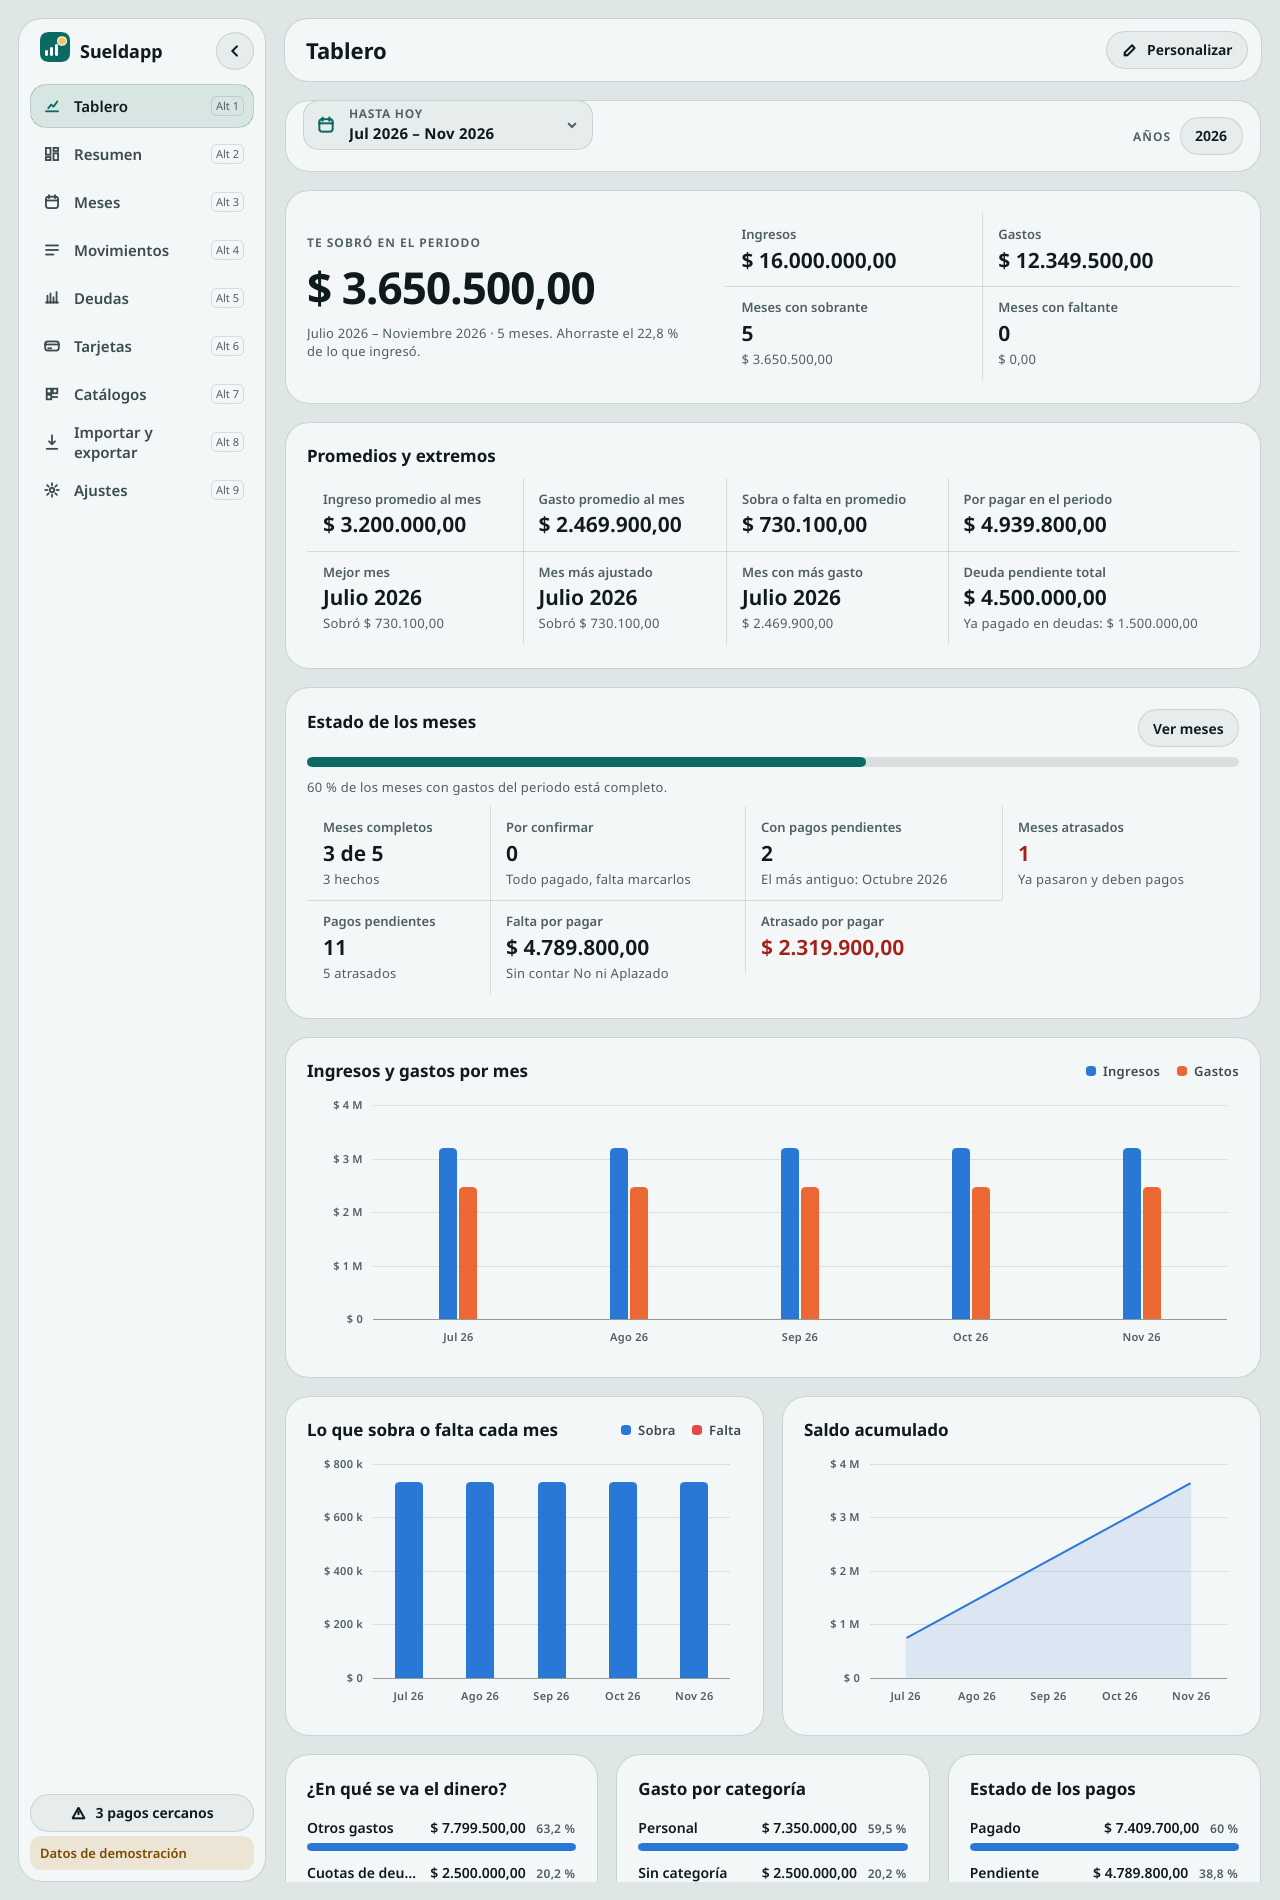 Sueldapp
Tablero Alt 1
Resumen Alt 2
Meses Alt 3
Movimientos Alt 4
Deudas Alt 5
Tarjetas Alt 6
Catálogos Alt 7
Importar y
exportar Alt 8
Ajustes Alt 9
3 pagos cercanos
Datos de demostración
Tablero
Personalizar
HASTA HOY
Jul 2026 – Nov 2026
AÑOS 2026
TE SOBRÓ EN EL PERIODO
$ 3.650.500,00
Julio 2026 – Noviembre 2026 · 5 meses. Ahorraste el 22,8 %
de lo que ingresó.
Ingresos
$ 16.000.000,00
Gastos
$ 12.349.500,00
Meses con sobrante
5
$ 3.650.500,00
Meses con faltante
0
$ 0,00
Promedios y extremos
Ingreso promedio al mes
$ 3.200.000,00
Gasto promedio al mes
$ 2.469.900,00
Sobra o falta en promedio
$ 730.100,00
Por pagar en el periodo
$ 4.939.800,00
Mejor mes
Julio 2026
Sobró $ 730.100,00
Mes más ajustado
Julio 2026
Sobró $ 730.100,00
Mes con más gasto
Julio 2026
$ 2.469.900,00
Deuda pendiente total
$ 4.500.000,00
Ya pagado en deudas: $ 1.500.000,00
Estado de los meses
Ver meses
60 % de los meses con gastos del periodo está completo.
Meses completos
3 de 5
3 hechos
Por confirmar
0
Todo pagado, falta marcarlos
Con pagos pendientes
2
El más antiguo: Octubre 2026
Meses atrasados
1
Ya pasaron y deben pagos
Pagos pendientes
11
5 atrasados
Falta por pagar
$ 4.789.800,00
Sin contar No ni Aplazado
Atrasado por pagar
$ 2.319.900,00
Ingresos y gastos por mes
Ingresos Gastos
$ 4 M
$ 3 M
$ 2 M
$ 1 M
$ 0
Jul 26 Ago 26 Sep 26 Oct 26 Nov 26
Lo que sobra o falta cada mes
Sobra Falta
$ 800 k
$ 600 k
$ 400 k
$ 200 k
$ 0
Jul 26 Ago 26 Sep 26 Oct 26 Nov 26
Saldo acumulado
$ 4 M
$ 3 M
$ 2 M
$ 1 M
$ 0
Jul 26 Ago 26 Sep 26 Oct 26 Nov 26
¿En qué se va el dinero?
Otros gastos $ 7.799.500,00 63,2 %
Cuotas de deu... $ 2.500.000,00 20,2 %
Gasto por categoría
Personal $ 7.350.000,00 59,5 %
Sin categoría $ 2.500.000,00 20,2 %
Estado de los pagos
Pagado $ 7.409.700,00 60 %
Pendiente $ 4.789.800,00 38,8 %